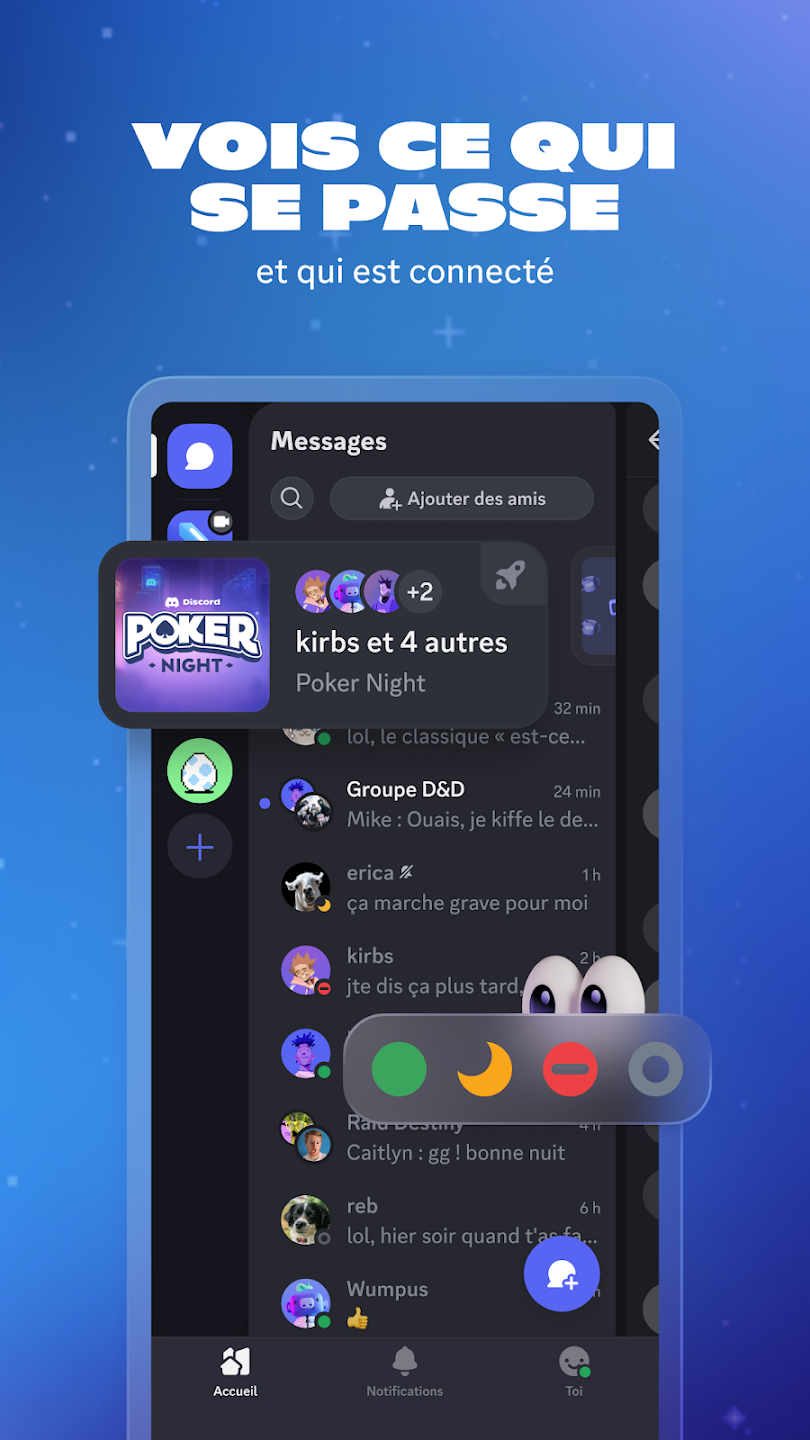 VOIS CE QUI
SE PASSE
et qui est connecté
Messages
Ajouter des amis
Discord
POKER
NIGHT
+2
kirbs et 4 autres
Poker Night
32 min
lol, le classique « est-ce...
Groupe D&D
24 min
Mike : Ouais, je kiffe le de...
erica
1 h
ça marche grave pour moi
kirbs
2 h
jte dis ça plus tard,
Raid Destiny
4 h
Caitlyn : gg ! bonne nuit
reb
6 h
lol, hier soir quand t'as fa...
Wumpus
Accueil
Notifications
Toi